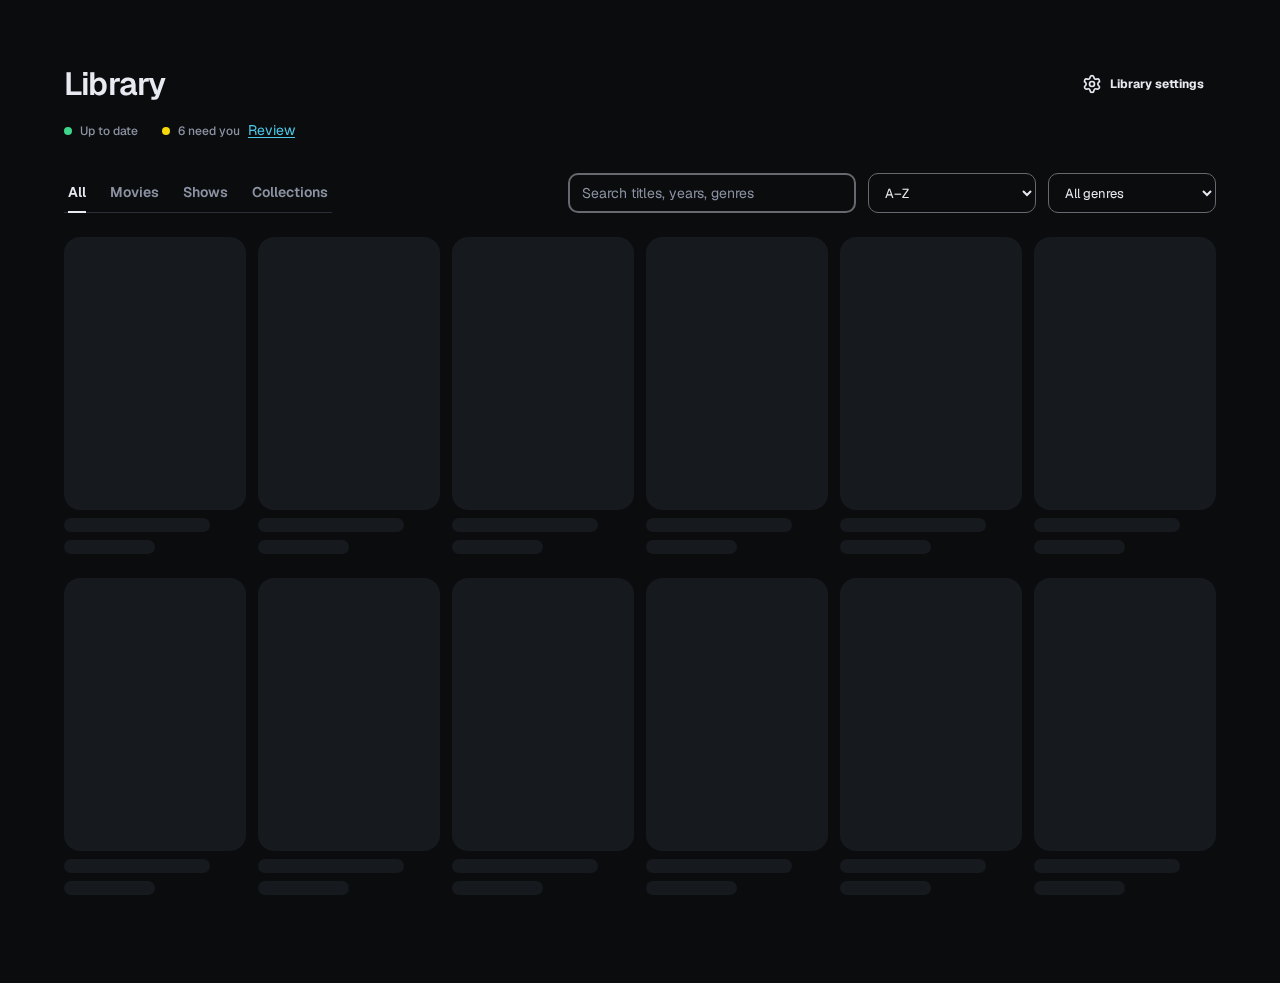 Library
Library settings
Up to date
6 need you Review
All Movies Shows Collections
Search titles, years, genres
A–Z
All genres